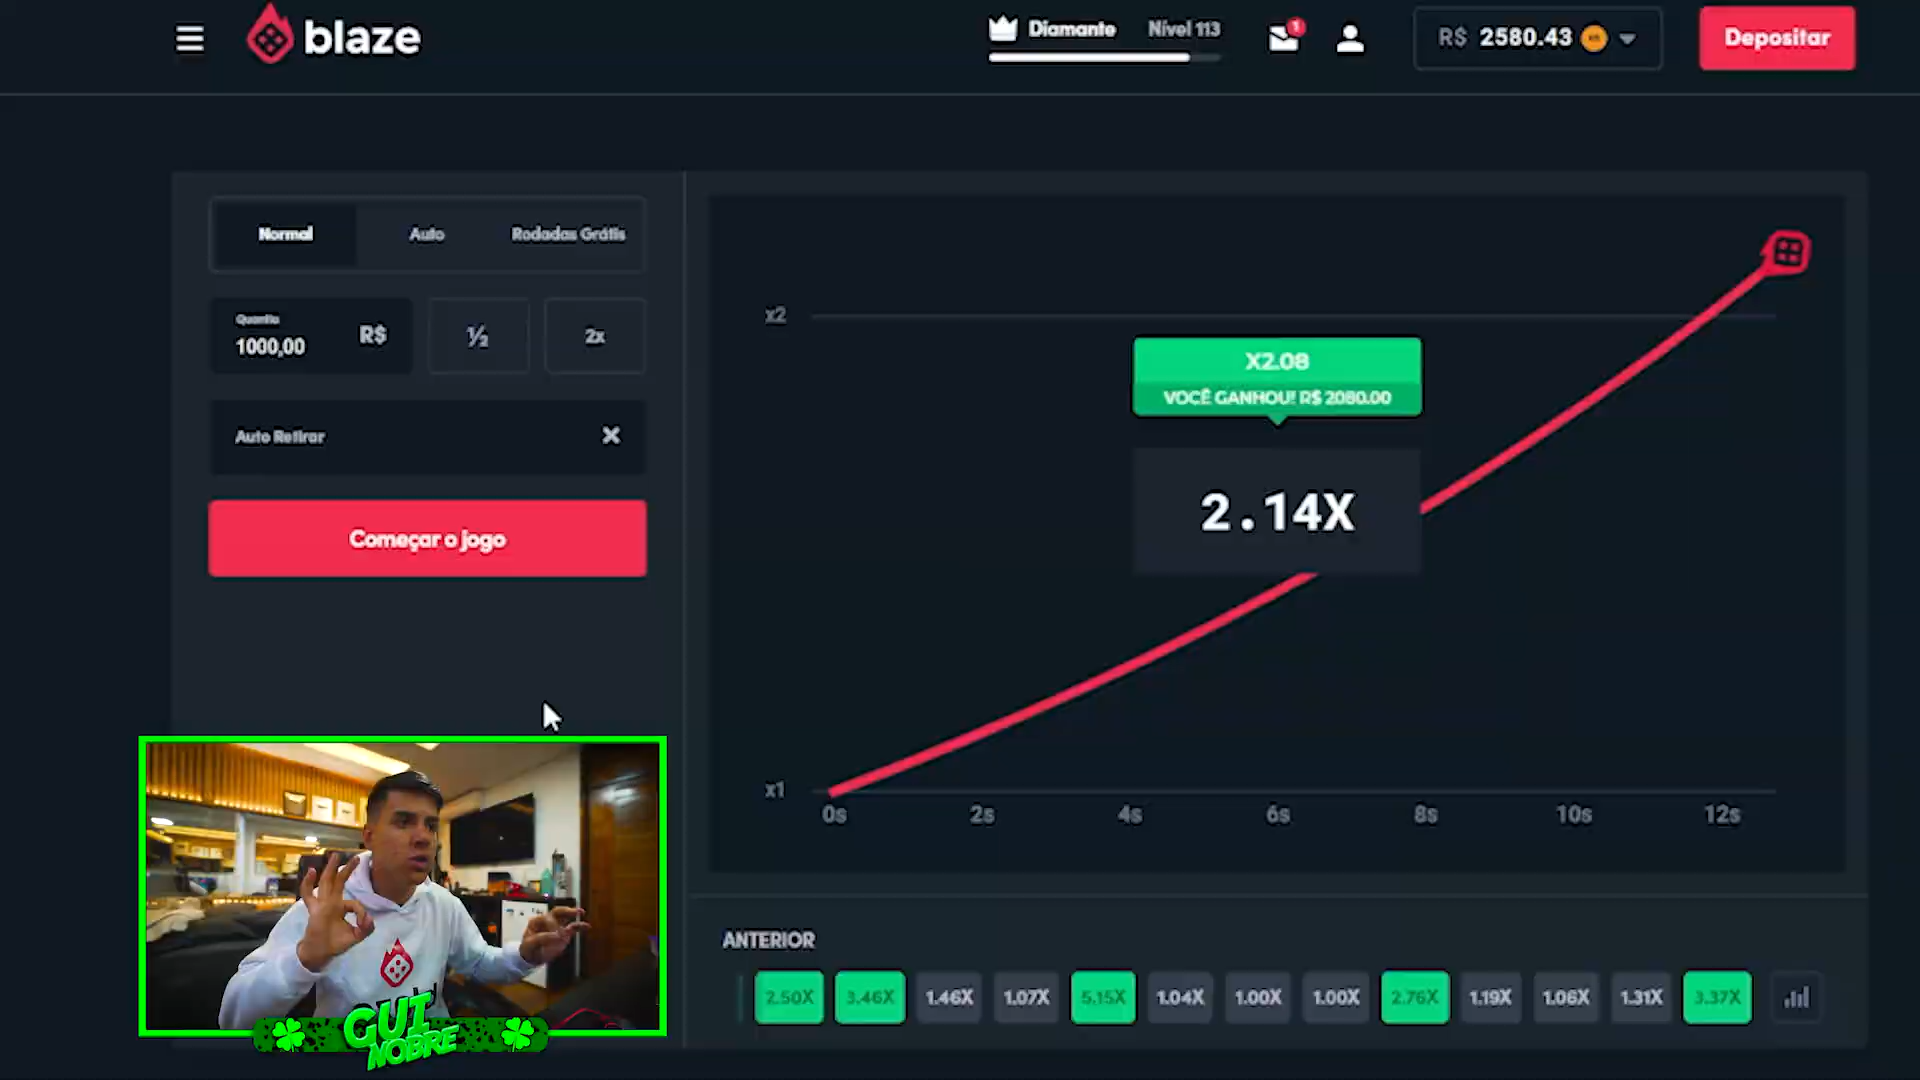 blaze
Diamante Nível 113
1
R$ 2580.43
Depositar
Normal Auto Rodadas Grátis
Quantia
1000,00 R$ ½ 2x
Auto Retirar
Começar o jogo
x2
X2.08
VOCÊ GANHOU! R$ 2080.00
2.14X
x1
0s 2s 4s 6s 8s 10s 12s
ANTERIOR
2.50X 3.46X 1.46X 1.07X 5.15X 1.04X 1.00X 1.00X 2.76X 1.19X 1.06X 1.31X 3.37X
GUI
NOBRE